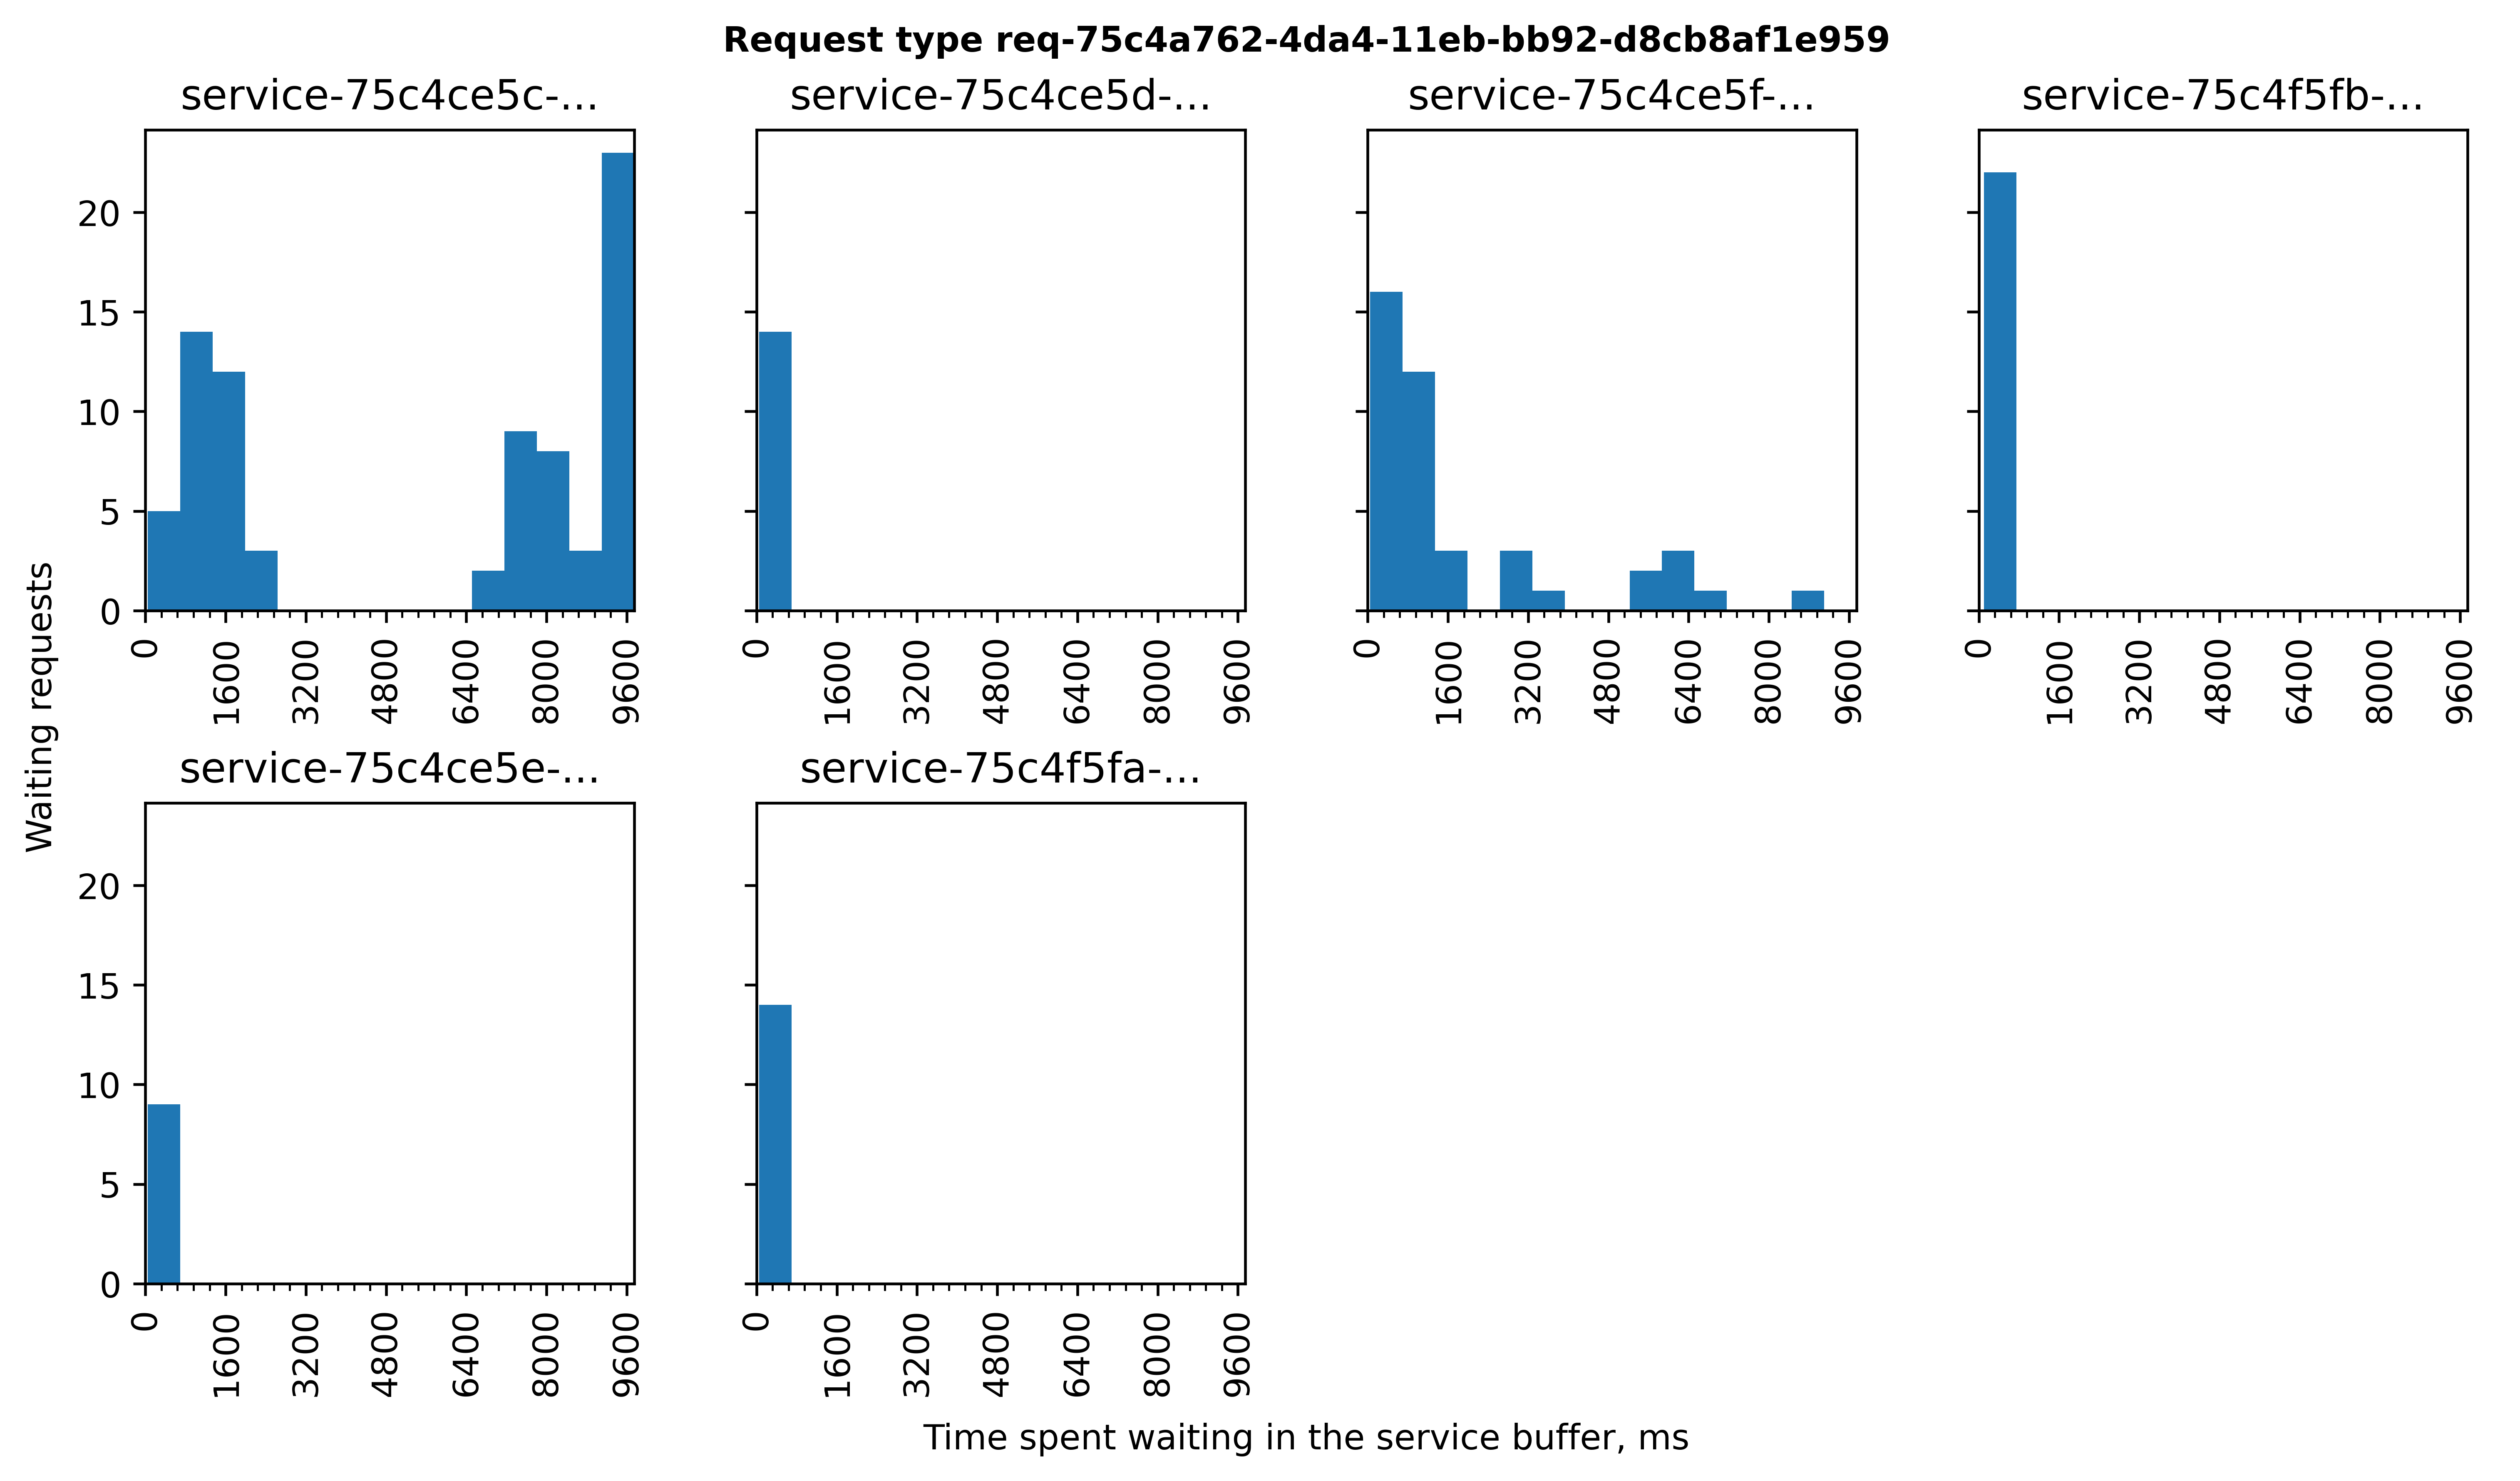 Request type req-75c4a762-4da4-11eb-bb92-d8cb8af1e959
service-75c4ce5c-...
service-75c4ce5d-...
service-75c4ce5f-...
service-75c4f5fb-...
20
15
10
5
0
0 1600 3200 4800 6400 8000 9600
0 1600 3200 4800 6400 8000 9600
0 1600 3200 4800 6400 8000 9600
0 1600 3200 4800 6400 8000 9600
Waiting requests
service-75c4ce5e-...
service-75c4f5fa-...
20
15
10
5
0
0 1600 3200 4800 6400 8000 9600
0 1600 3200 4800 6400 8000 9600
Time spent waiting in the service buffer, ms